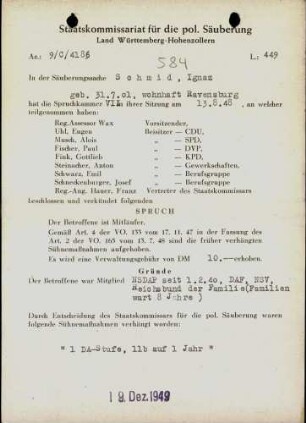 Staatskommissariat für die pol. Säuberung
Land Württemberg-Hohenzollern
Az.: 9/C/4186
584
L.: 449
In der Säuberungssache S c h m i d, Ignaz
geb. 31.7.01, wohnhaft Ravensburg
hat die Spruchkammer VII in ihrer Sitzung am 13.8.48, an welcher
teilgenommen haben:
Reg.Assessor Wax Vorsitzender,
Uhl, Eugen Beisitzer — CDU,
Munch, Alois „ — SPD,
Fischer, Paul „ — DVP,
Fink, Gottlieb „ — KPD,
Steinacher, Anton „ — Gewerkschaften,
Schwarz, Emil „ — Berufsgruppe
Schreckenburger, Josef „ — Berufsgruppe
Reg.-Ang. Hauer, Franz Vertreter des Staatskommissars
beschlossen und verkündet folgenden
SPRUCH
Der Betroffene ist Mitläufer.
Gemäß Art. 4 der VO. 133 vom 17. 11. 47 in der Fassung des
Art. 2 der VO. 165 vom 13. 7. 48 sind die früher verhängten
Sühnemaßnahmen aufgehoben.
Es wird eine Verwaltungsgebühr von DM 10.— erhoben.
Gründe
Der Betroffene war Mitglied NSDAP seit 1.2.40, DAF, NSV,
Reichsbund der Familie(Familien
wart 8 Jahre )
Durch Entscheidung des Staatskommissars für die pol. Säuberung waren
folgende Sühnemaßnahmen verhängt worden:
" 1 DA-Stufe, 11b auf 1 Jahr "
19. Dez. 1949